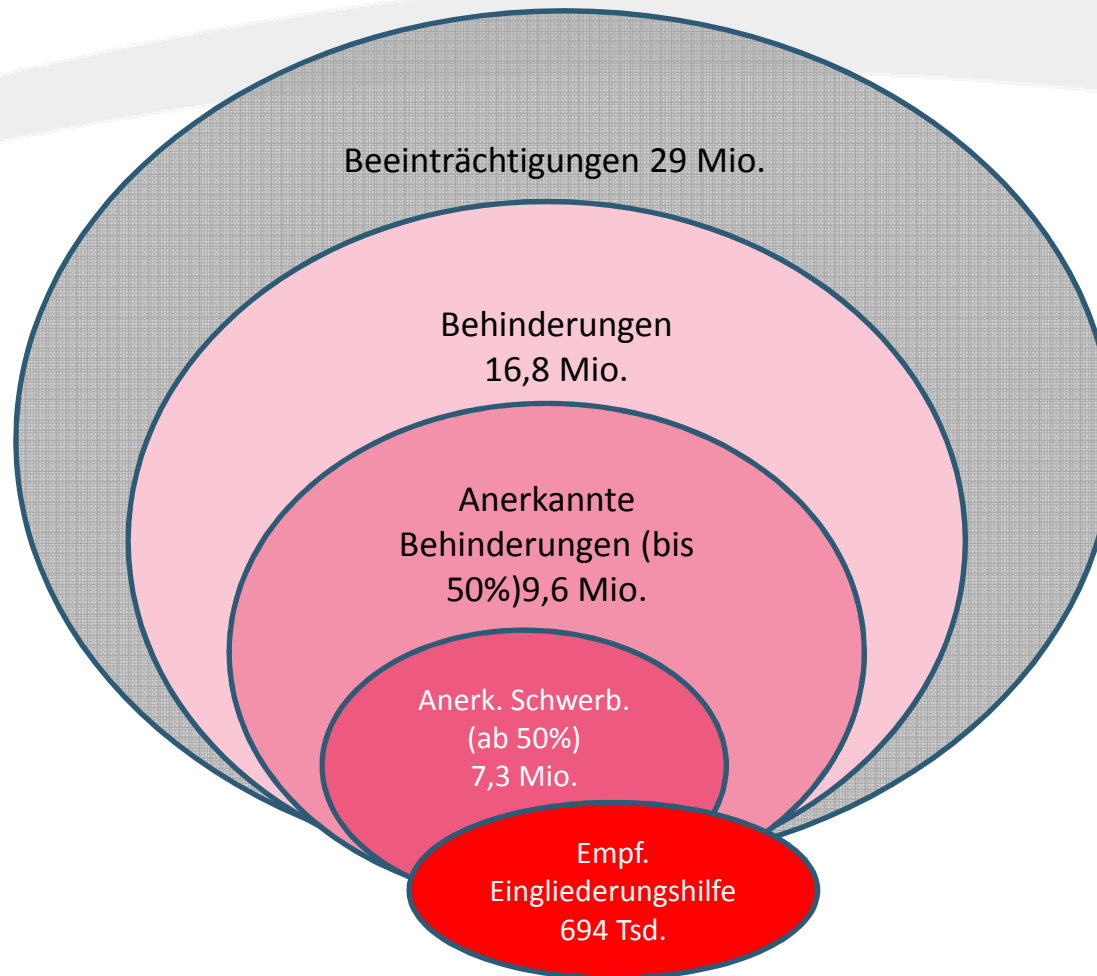 Beeinträchtigungen 29 Mio.
Behinderungen
16,8 Mio.
Anerkannte
Behinderungen (bis
50%)9,6 Mio.
Anerk. Schwerb.
(ab 50%)
7,3 Mio.
Empf.
Eingliederungshilfe
694 Tsd.